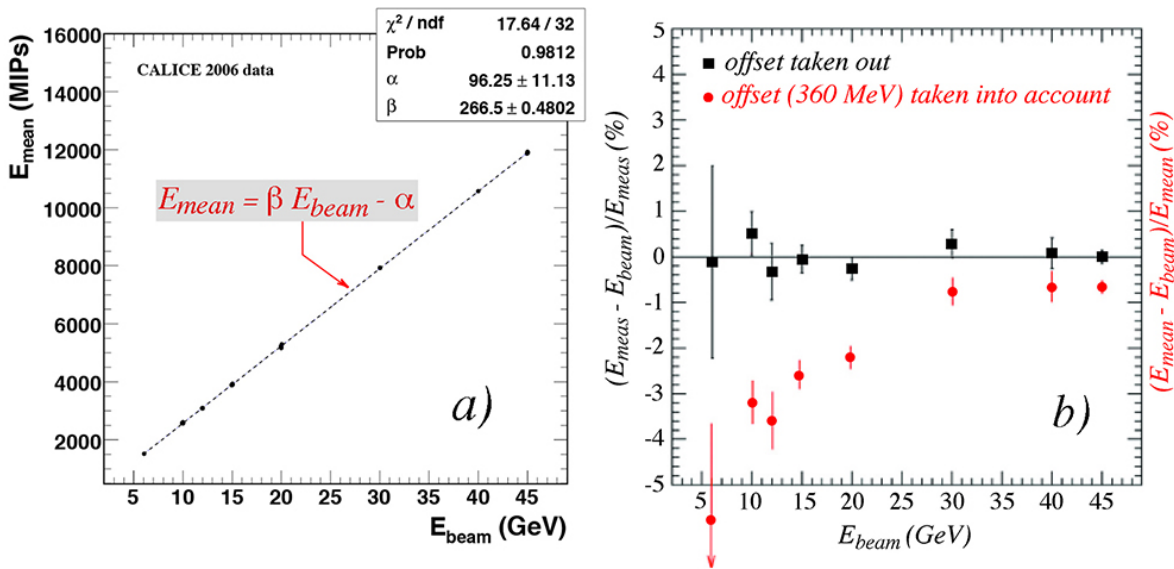 χ² / ndf 17.64 / 32
Prob 0.9812
α 96.25 ± 11.13
β 266.5 ± 0.4802
CALICE 2006 data
E_mean (MIPs)
16000
14000
12000
10000
8000
6000
4000
2000
E_mean = β E_beam - α
a)
5 10 15 20 25 30 35 40 45
E_beam (GeV)
offset taken out
offset (360 MeV) taken into account
(E_meas - E_beam)/E_meas (%)
5
4
3
2
1
0
-1
-2
-3
-4
-5
(E_mean - E_beam)/E_mean (%)
b)
5 10 15 20 25 30 35 40 45
E_beam (GeV)